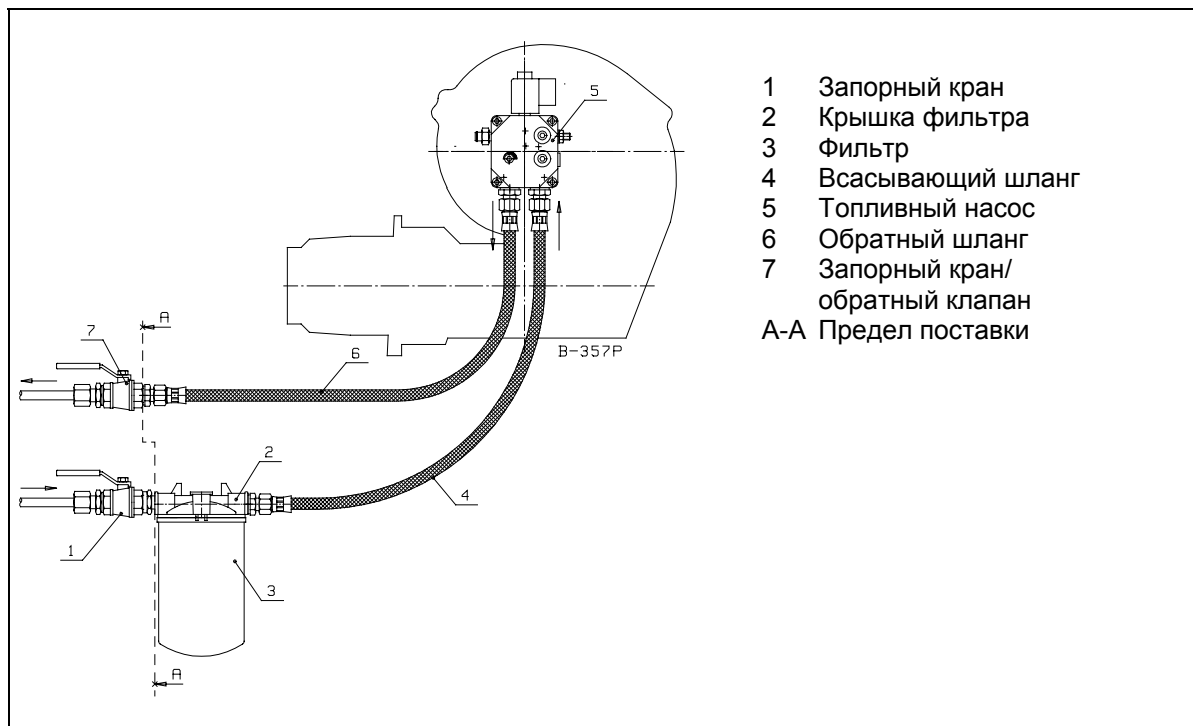 1 Запорный кран
2 Крышка фильтра
3 Фильтр
4 Всасывающий шланг
5 Топливный насос
6 Обратный шланг
7 Запорный кран/
обратный клапан
A-A Предел поставки
5
7
A
6
B-357P
2
4
1
3
A